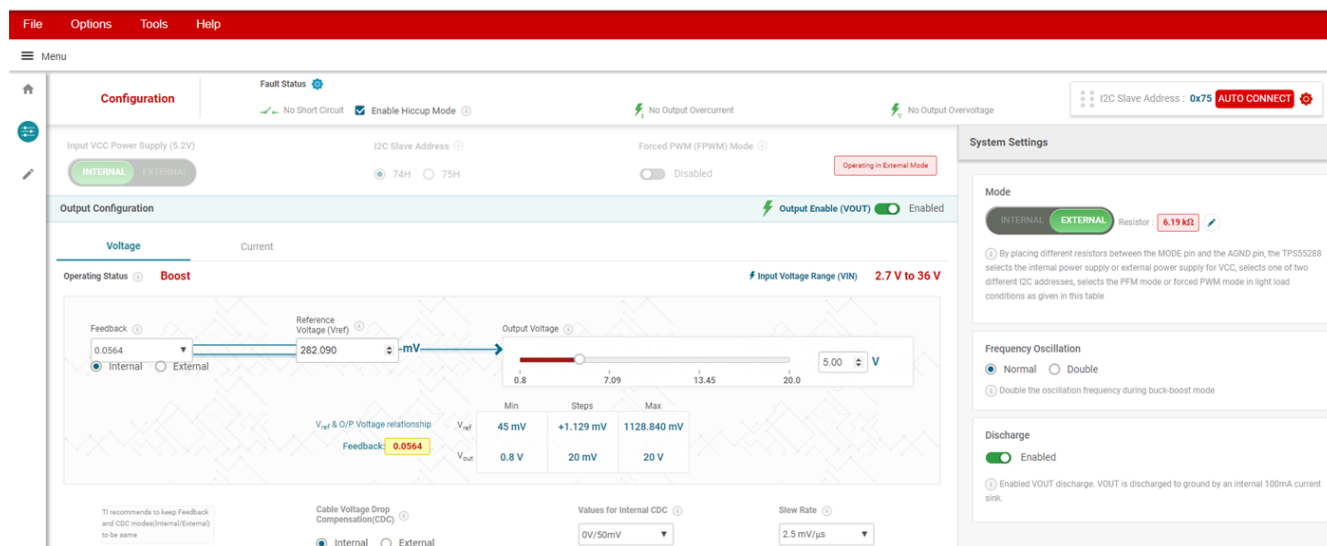 File Options Tools Help
Menu
Configuration
Fault Status
No Short Circuit Enable Hiccup Mode No Output Overcurrent No Output Overvoltage
I2C Slave Address : 0x75 AUTO CONNECT
Input VCC Power Supply (5.2V) I2C Slave Address Forced PWM (FPWM) Mode
INTERNAL EXTERNAL 74H 75H Disabled Operating in External Mode
Output Configuration Output Enable (VOUT) Enabled
Voltage Current
Operating Status Boost Input Voltage Range (VIN) 2.7 V to 36 V
Feedback Reference Voltage (Vref) Output Voltage
0.0564 282.090 mV 5.00 V
Internal External
0.8 7.09 13.45 20.0
Min Steps Max
Vref & O/P Voltage relationship Vref 45 mV +1.129 mV 1128.840 mV
Feedback: 0.0564
Vout 0.8 V 20 mV 20 V
TI recommends to keep Feedback
and CDC modes(Internal/External)
to be same
Cable Voltage Drop
Compensation(CDC)
Internal External
Values for Internal CDC
0V/50mV
Slew Rate
2.5 mV/μs
System Settings
Mode
INTERNAL EXTERNAL Resistor : 6.19 kΩ
By placing different resistors between the MODE pin and the AGND pin, the TPS55288
selects the internal power supply or external power supply for VCC, selects one of two
different I2C addresses, selects the PFM mode or forced PWM mode in light load
conditions as given in this table
Frequency Oscillation
Normal Double
Double the oscillation frequency during buck-boost mode
Discharge
Enabled
Enabled VOUT discharge. VOUT is discharged to ground by an internal 100mA current
sink.